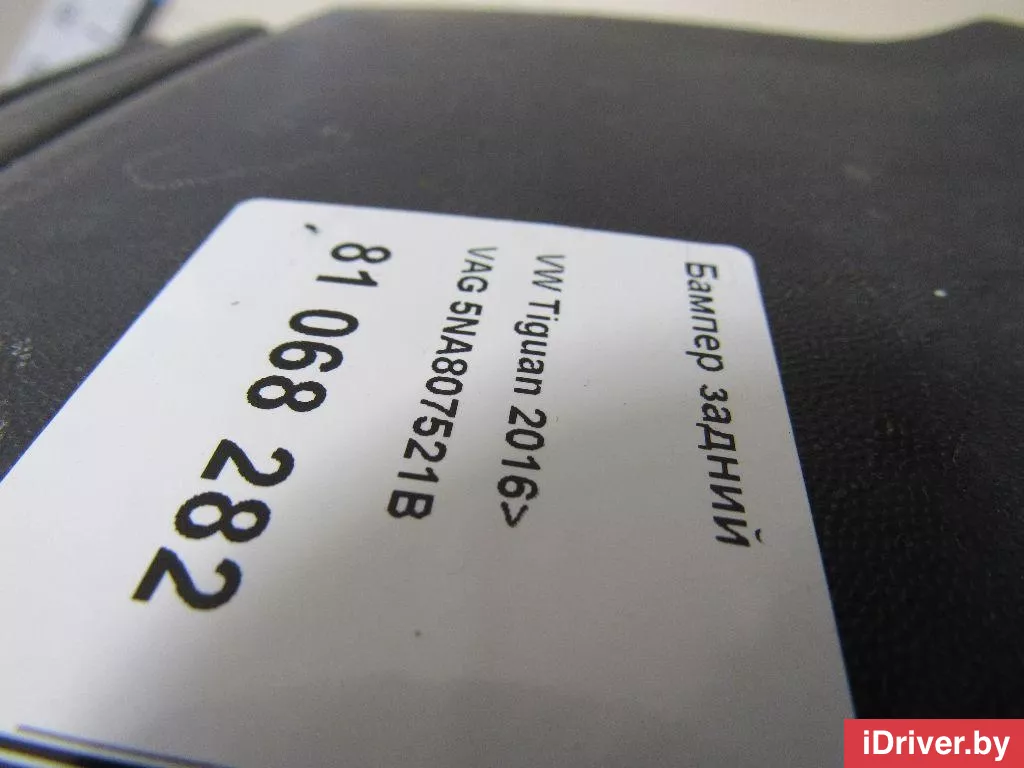 Бампер задний
VW Tiguan 2016>
VAG 5NA807521B
81 068 282
iDriver.by